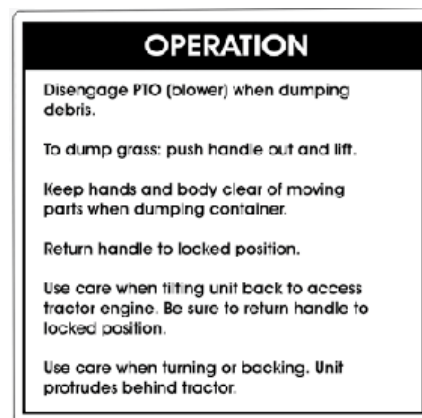 OPERATION
Disengage PTO (blower) when dumping
debris.
To dump grass: push handle out and lift.
Keep hands and body clear of moving
parts when dumping container.
Return handle to locked position.
Use care when tilting unit back to access
tractor engine. Be sure to return handle to
locked position.
Use care when turning or backing. Unit
protrudes behind tractor.